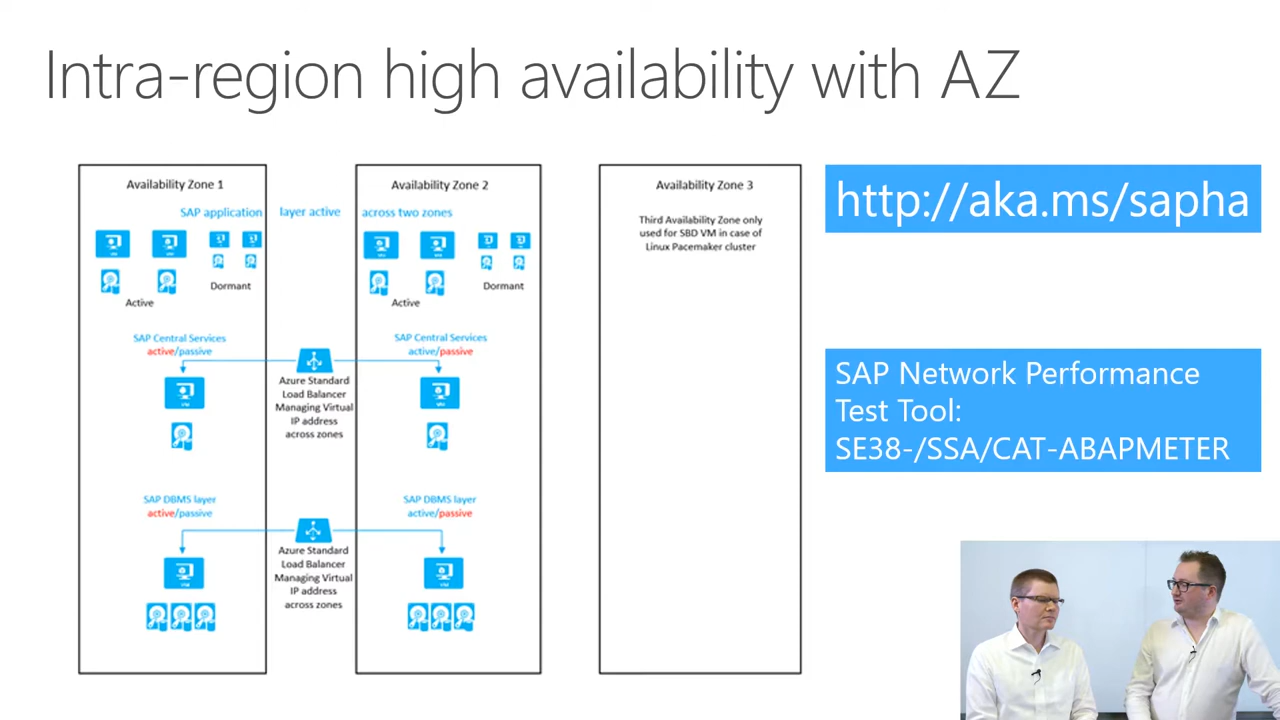 Intra-region high availability with AZ
Availability Zone 1
Availability Zone 2
Availability Zone 3
SAP application layer active across two zones
Third Availability Zone only
used for SBD VM in case of
Linux Pacemaker cluster
Active
Dormant
Active
Dormant
SAP Central Services
active/passive
SAP Central Services
active/passive
Azure Standard
Load Balancer
Managing Virtual
IP address
across zones
SAP DBMS layer
active/passive
SAP DBMS layer
active/passive
Azure Standard
Load Balancer
Managing Virtual
IP address
across zones
http://aka.ms/sapha
SAP Network Performance
Test Tool:
SE38-/SSA/CAT-ABAPMETER